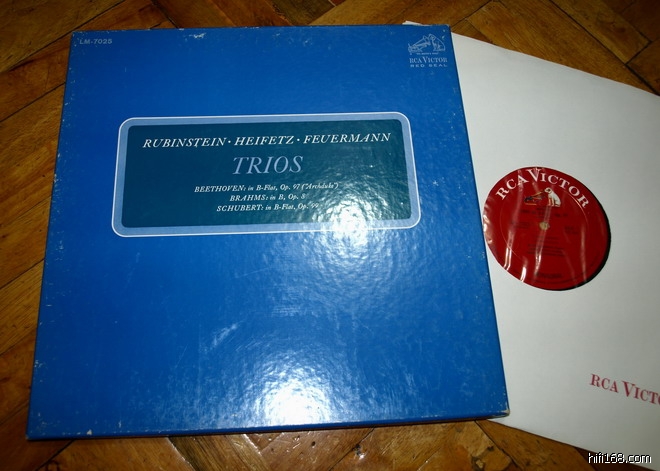 LM-7025
RCA VICTOR
RED SEAL
RUBINSTEIN · HEIFETZ · FEUERMANN
TRIOS
BEETHOVEN: in B-Flat, Op. 97 ("Archduke")
BRAHMS: in B, Op. 8
SCHUBERT: in B-Flat, Op. 99
RCA VICTOR
RCA VICTO
hifi168.com